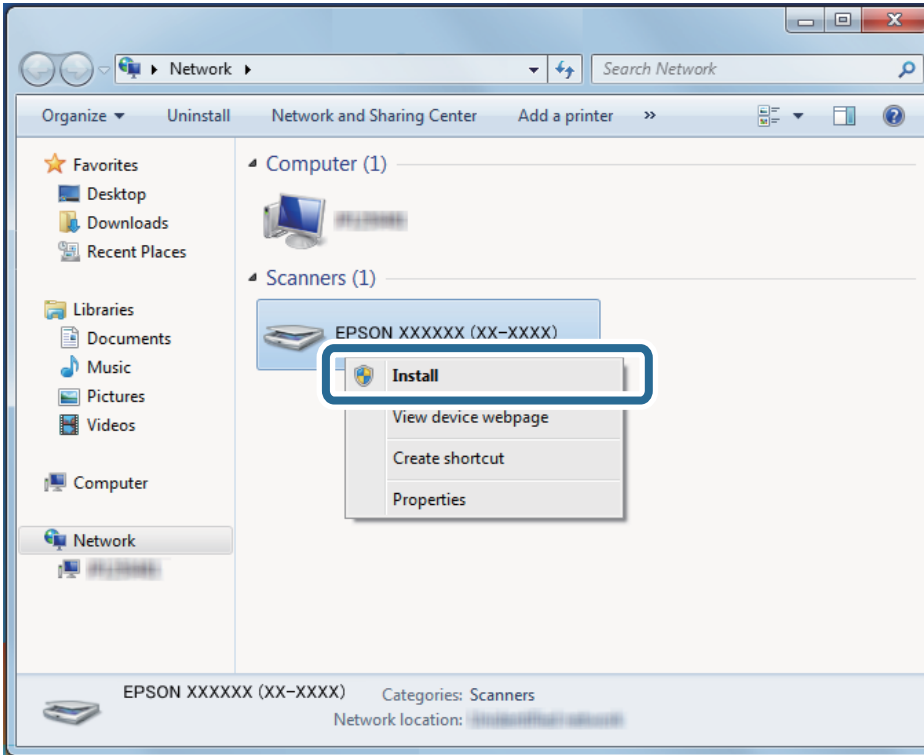 Network
Search Network
Organize
Uninstall
Network and Sharing Center
Add a printer
»
Favorites
Desktop
Downloads
Recent Places
Libraries
Documents
Music
Pictures
Videos
Computer
Network
Computer (1)
Scanners (1)
EPSON XXXXXX (XX-XXXX)
Install
View device webpage
Create shortcut
Properties
EPSON XXXXXX (XX-XXXX)
Categories: Scanners
Network location: